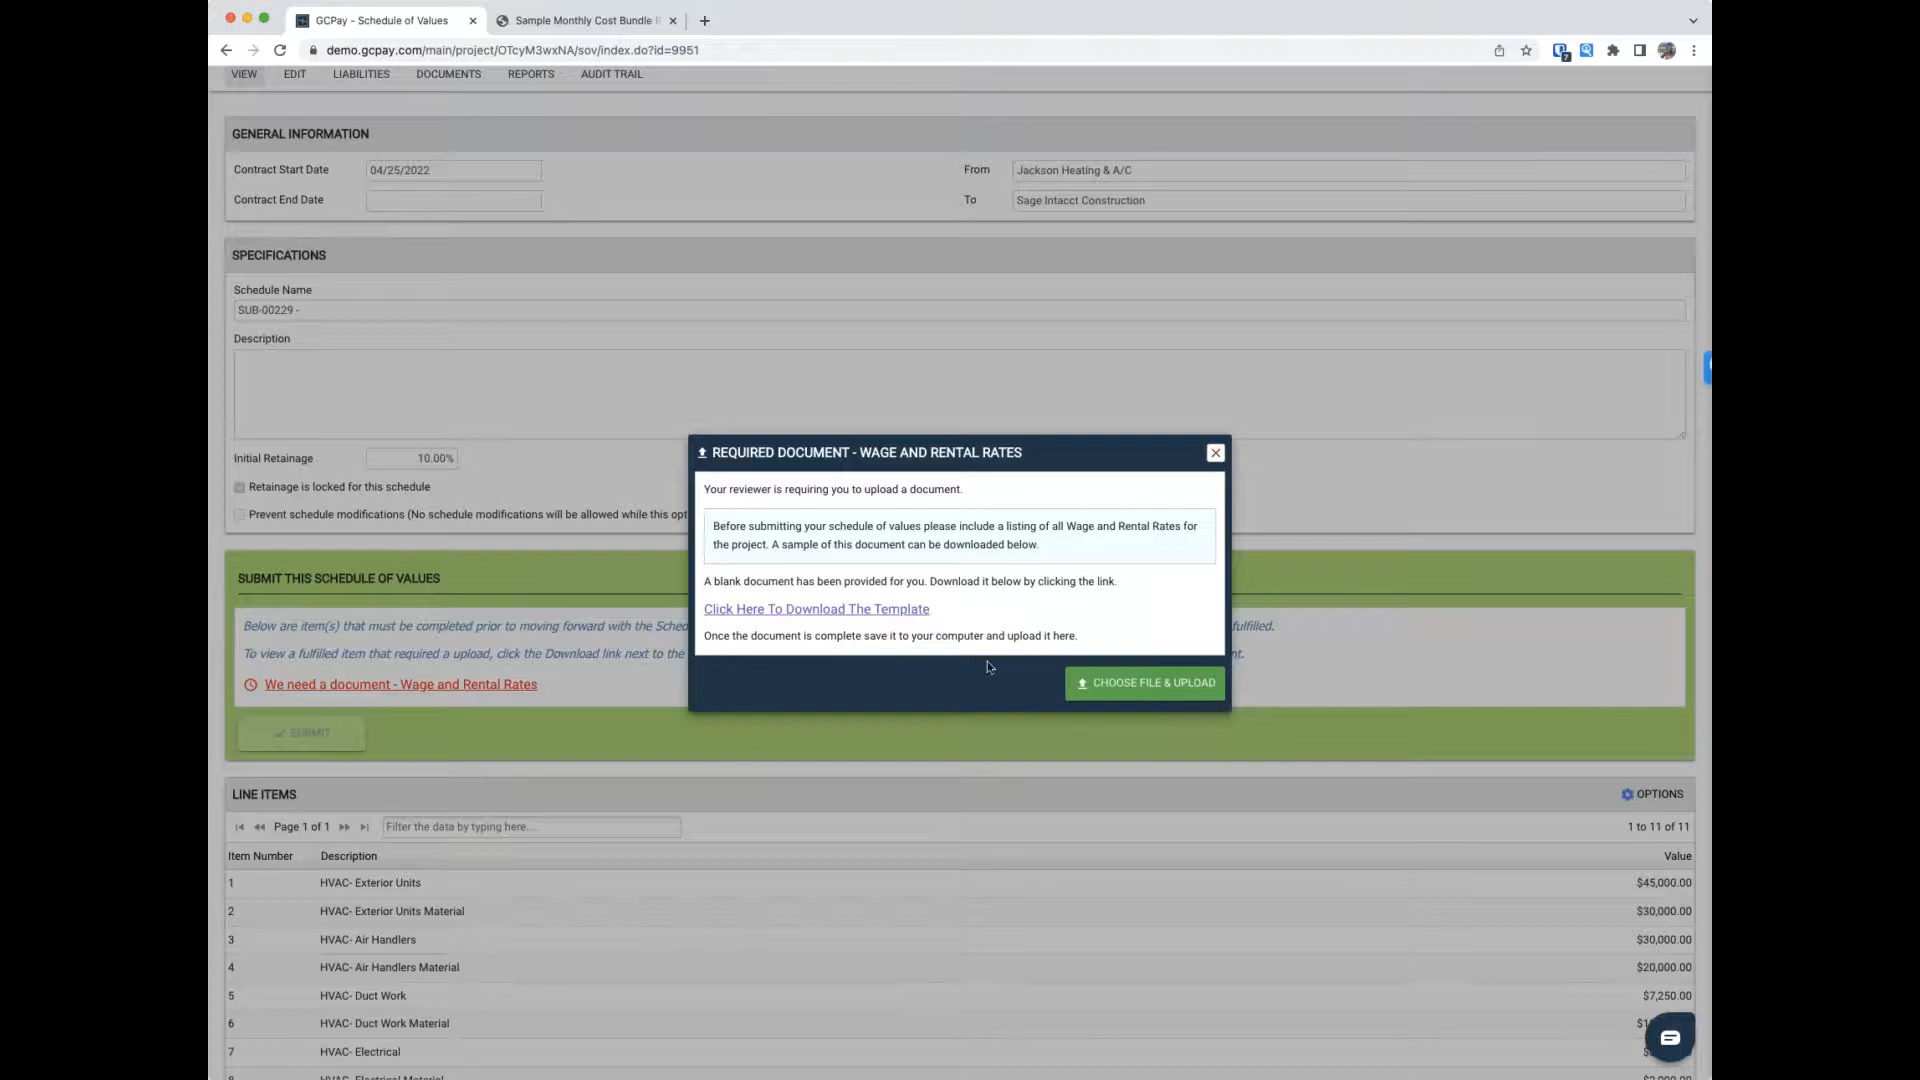 GCPay - Schedule of Values
Sample Monthly Cost Bundle
demo.gcpay.com/main/project/OTcyM3wxNA/sov/index.do?id=9951
7
VIEW EDIT LIABILITIES DOCUMENTS REPORTS AUDIT TRAIL
GENERAL INFORMATION
Contract Start Date 04/25/2022 From Jackson Heating & A/C
Contract End Date To Sage Intacct Construction
SPECIFICATIONS
Schedule Name
SUB-00229 -
Description
Initial Retainage 10.00%
Retainage is locked for this schedule
Prevent schedule modifications (No schedule modifications will be allowed while this
REQUIRED DOCUMENT - WAGE AND RENTAL RATES
Your reviewer is requiring you to upload a document.
Before submitting your schedule of values please include a listing of all Wage and Rental Rates for
the project. A sample of this document can be downloaded below.
A blank document has been provided for you. Download it below by clicking the link.
Click Here To Download The Template
Once the document is complete save it to your computer and upload it here.
CHOOSE FILE & UPLOAD
SUBMIT THIS SCHEDULE OF VALUES
Below are item(s) that must be completed prior to moving forward with the fulfilled.
To view a fulfilled item that required a upload, click the Download link next to the
We need a document - Wage and Rental Rates
SUBMIT
LINE ITEMS OPTIONS
Page 1 of 1 Filter the data by typing here... 1 to 11 of 11
Item Number Description Value
1 HVAC- Exterior Units $45,000.00
2 HVAC- Exterior Units Material $30,000.00
3 HVAC- Air Handlers $30,000.00
4 HVAC- Air Handlers Material $20,000.00
5 HVAC- Duct Work $7,250.00
6 HVAC- Duct Work Material
7 HVAC- Electrical
8 HVAC- Electrical Material $2,000.00